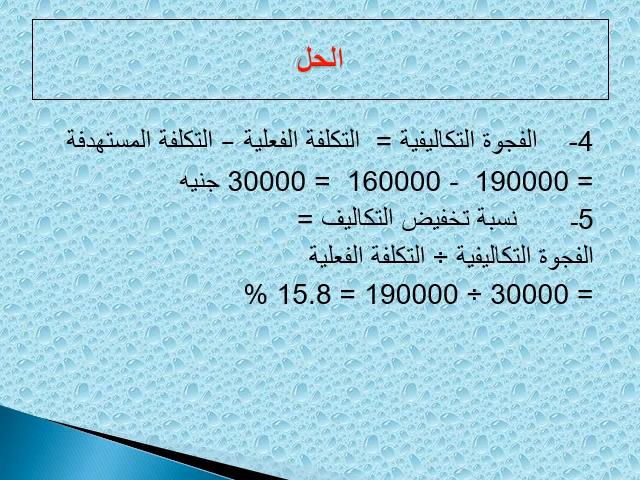 الحل
4- الفجوة التكاليفية = التكلفة الفعلية – التكلفة المستهدفة
= 190000 - 160000 = 30000 جنيه
5- نسبة تخفيض التكاليف =
الفجوة التكاليفية ÷ التكلفة الفعلية
= 30000 ÷ 190000 = 15.8 %